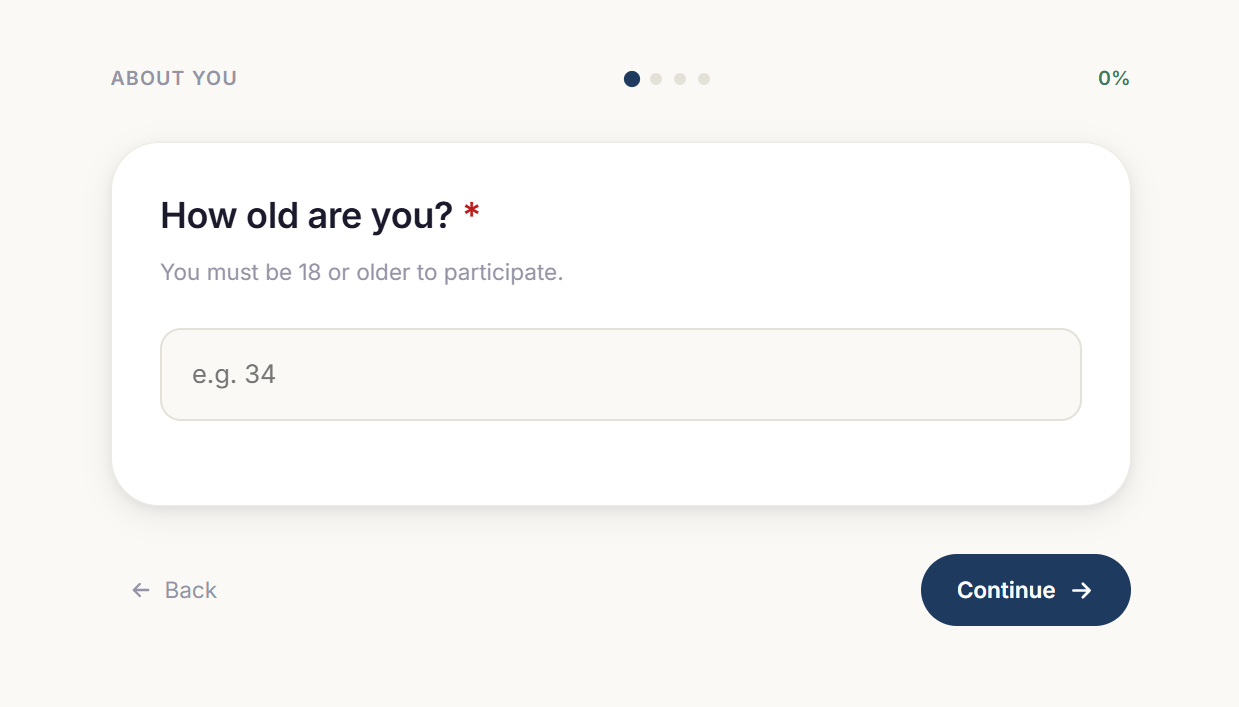 ABOUT YOU
0%
How old are you? *
You must be 18 or older to participate.
e.g. 34
← Back
Continue →